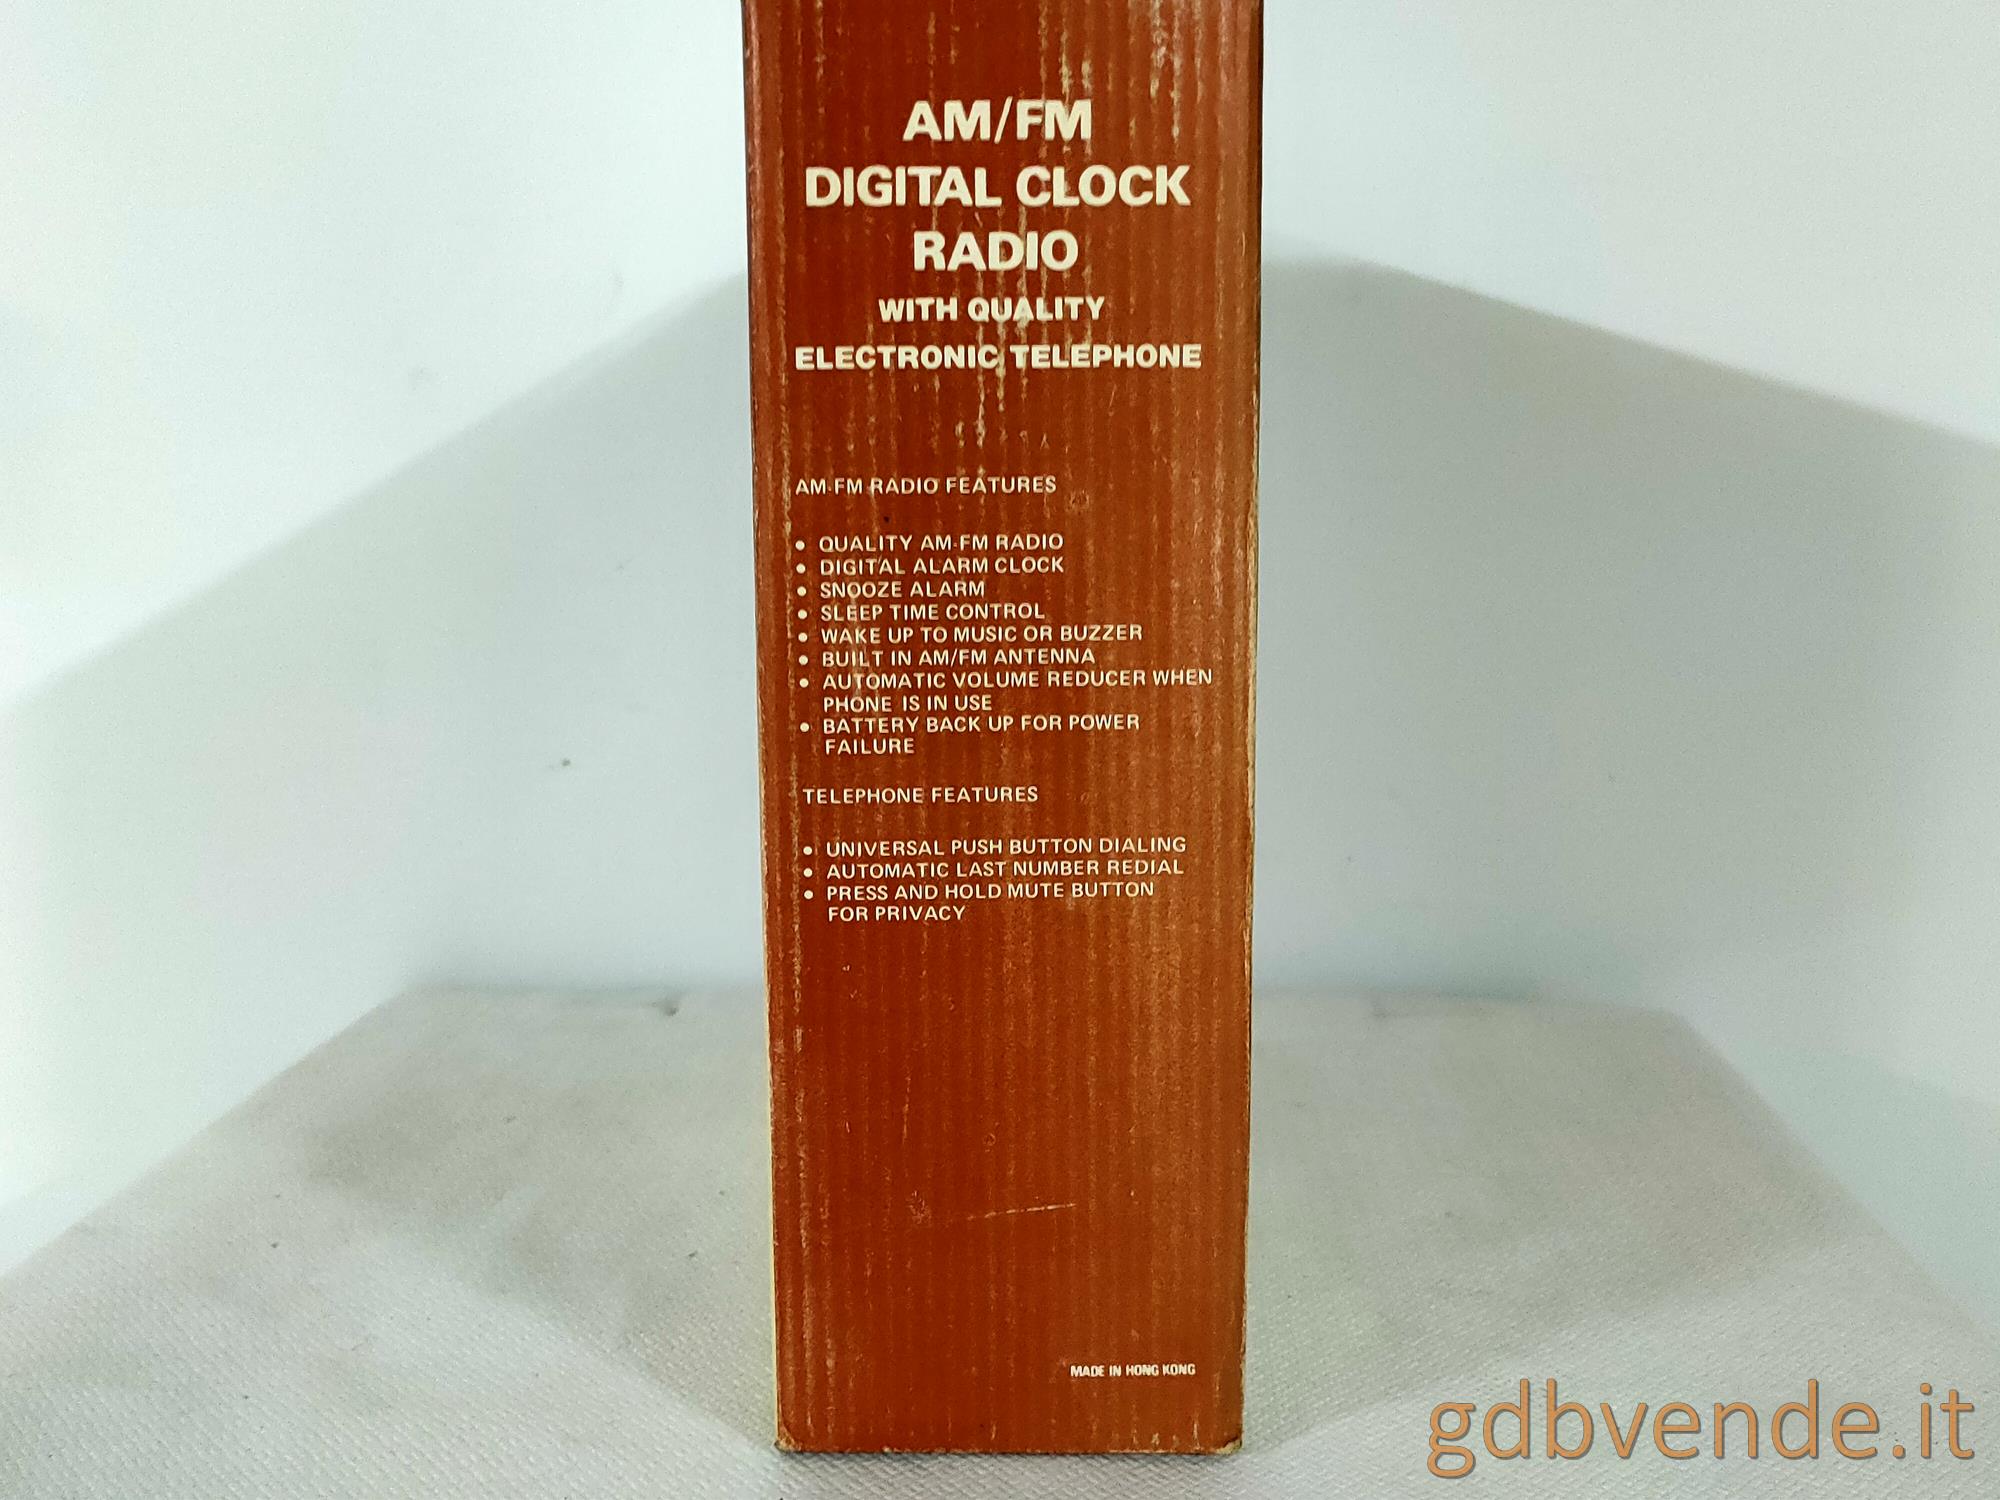 AM/FM
DIGITAL CLOCK
RADIO
WITH QUALITY
ELECTRONIC TELEPHONE
AM-FM RADIO FEATURES
• QUALITY AM-FM RADIO
• DIGITAL ALARM CLOCK
• SNOOZE ALARM
• SLEEP TIME CONTROL
• WAKE UP TO MUSIC OR BUZZER
• BUILT IN AM/FM ANTENNA
• AUTOMATIC VOLUME REDUCER WHEN
PHONE IS IN USE
• BATTERY BACK UP FOR POWER
FAILURE
TELEPHONE FEATURES
• UNIVERSAL PUSH BUTTON DIALING
• AUTOMATIC LAST NUMBER REDIAL
• PRESS AND HOLD MUTE BUTTON
FOR PRIVACY
MADE IN HONG KONG
gdbvende.it